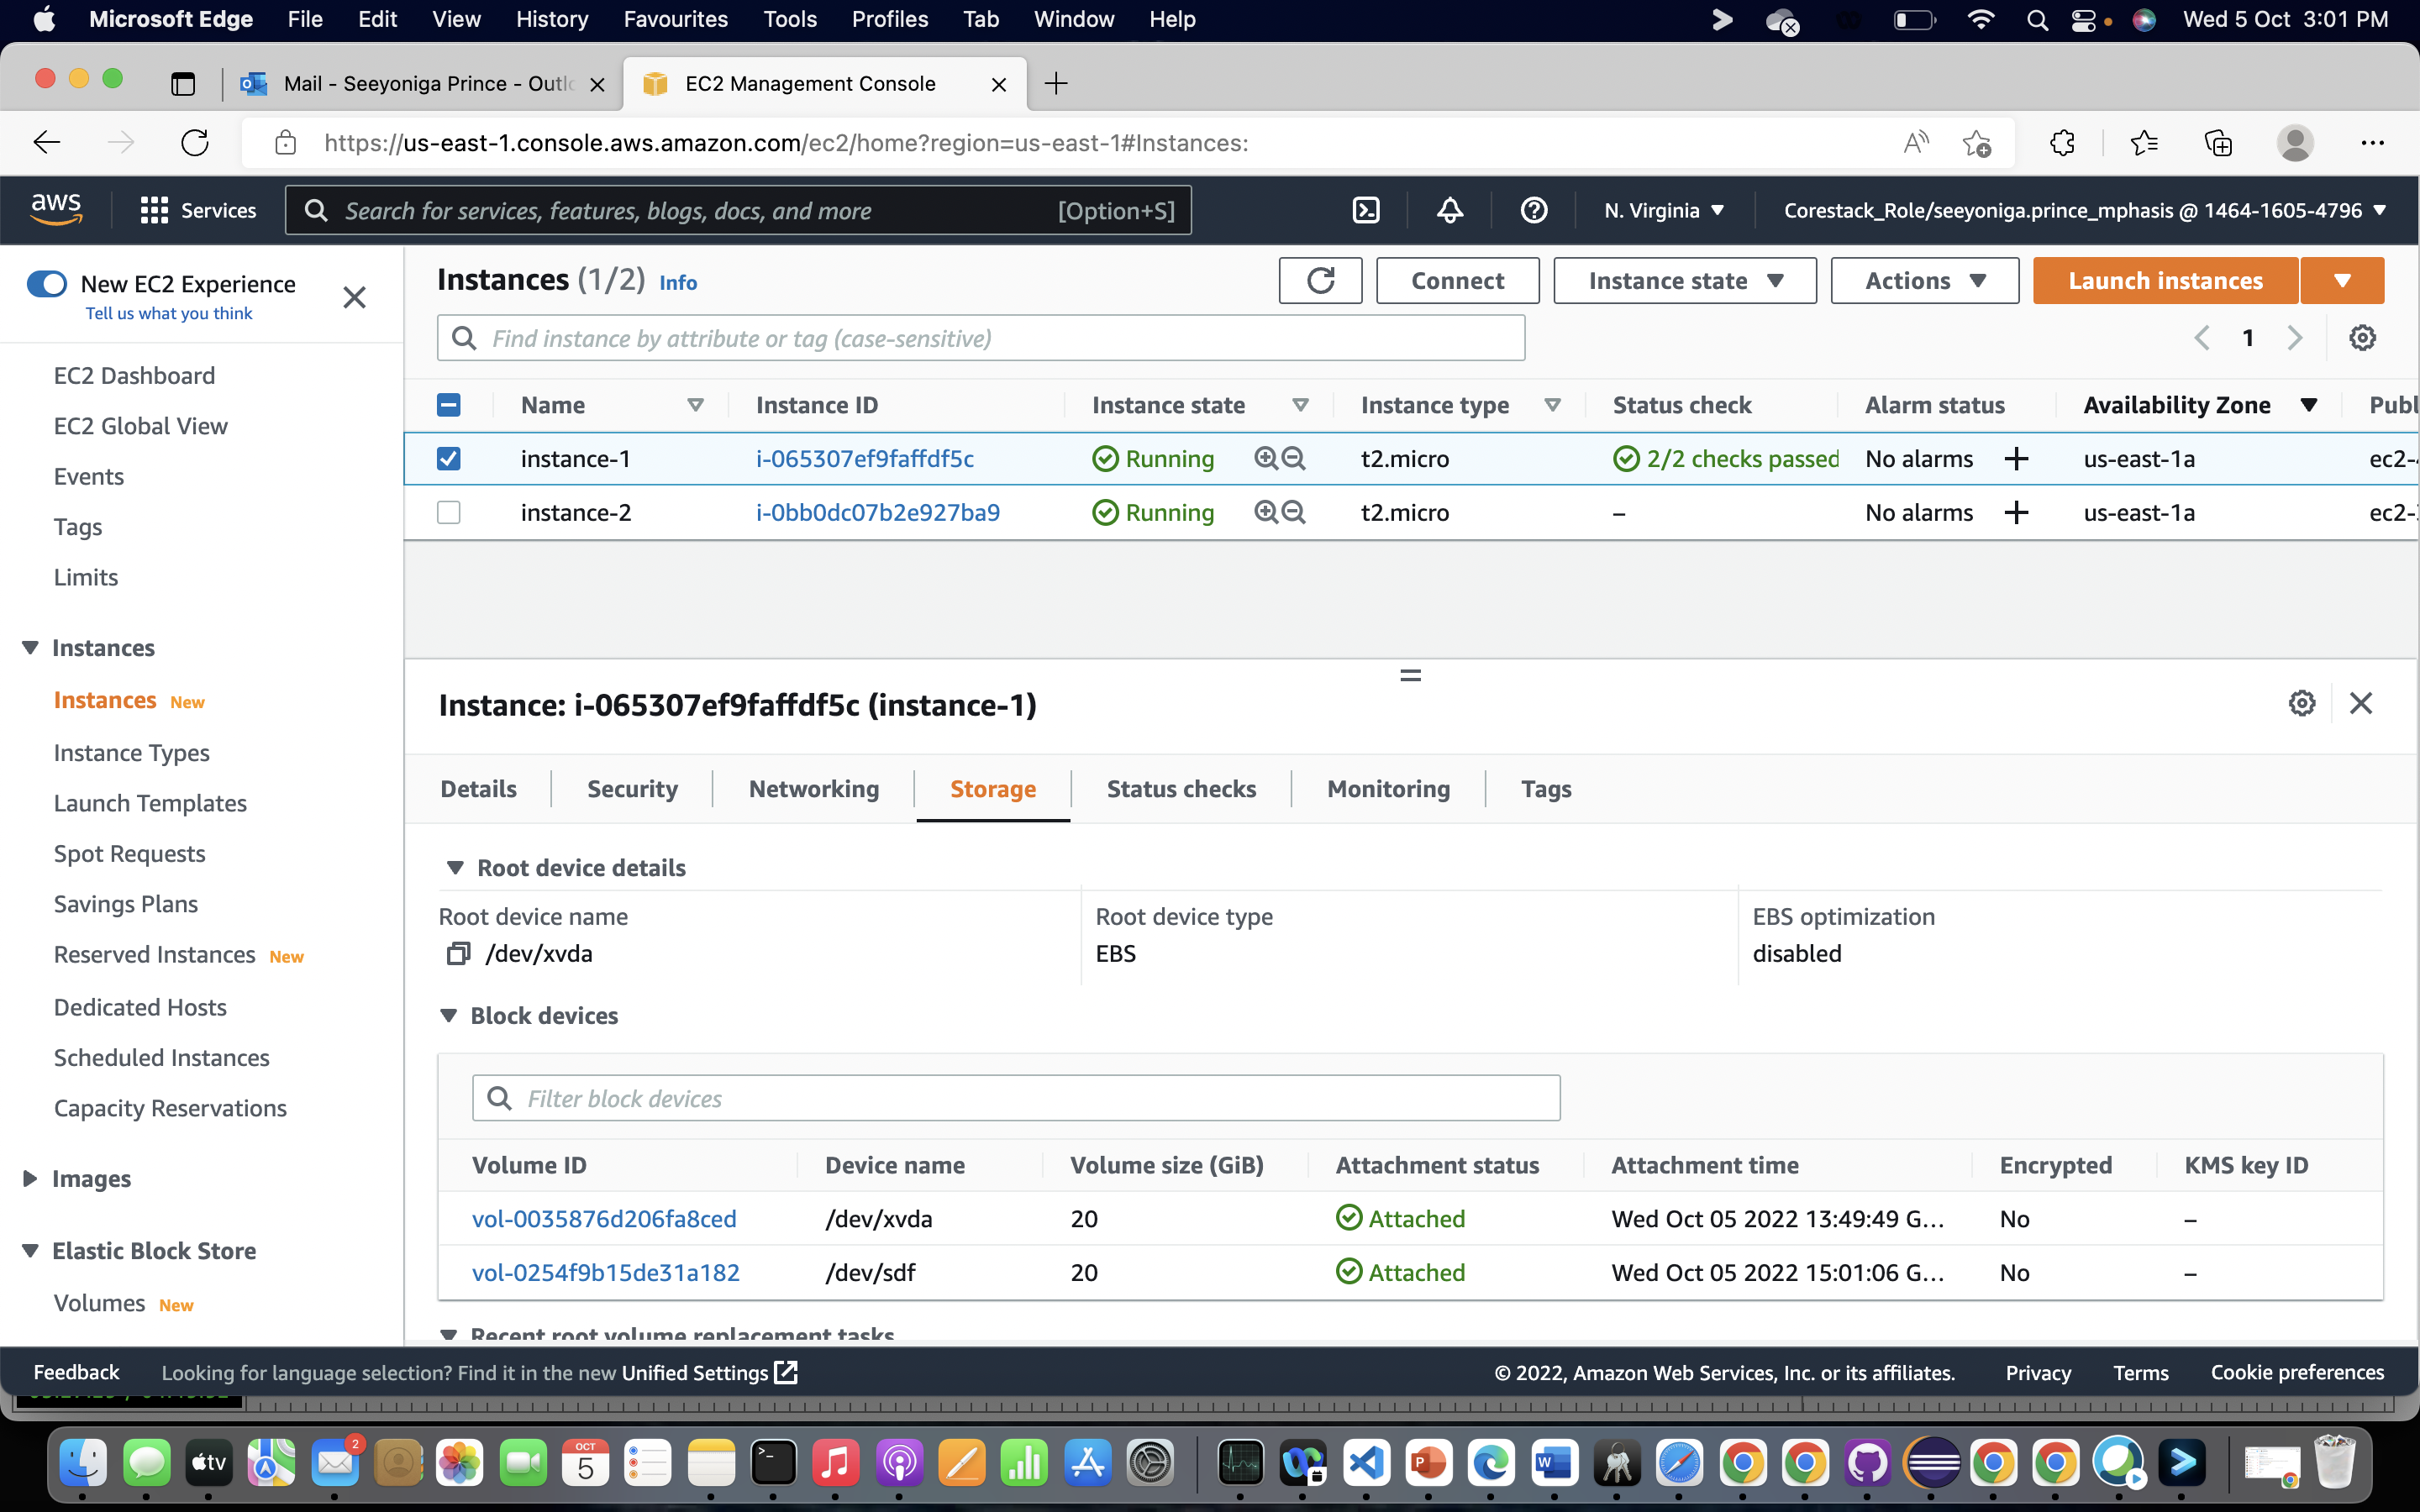 Microsoft Edge File Edit View History Favourites Tools Profiles Tab Window Help Wed 5 Oct 3:01 PM
Mail - Seeyoniga Prince - Outlo EC2 Management Console
https://us-east-1.console.aws.amazon.com/ec2/home?region=us-east-1#Instances:
aws Services Search for services, features, blogs, docs, and more [Option+S] N. Virginia Corestack_Role/seeyoniga.prince_mphasis @ 1464-1605-4796
New EC2 Experience
Tell us what you think
EC2 Dashboard
EC2 Global View
Events
Tags
Limits
Instances
Instances New
Instance Types
Launch Templates
Spot Requests
Savings Plans
Reserved Instances New
Dedicated Hosts
Scheduled Instances
Capacity Reservations
Images
Elastic Block Store
Volumes New
Instances (1/2) Info Connect Instance state Actions Launch instances
Find instance by attribute or tag (case-sensitive) 1
Name Instance ID Instance state Instance type Status check Alarm status Availability Zone Publ
instance-1 i-065307ef9faffdf5c Running t2.micro 2/2 checks passed No alarms us-east-1a ec2-
instance-2 i-0bb0dc07b2e927ba9 Running t2.micro – No alarms us-east-1a ec2-
Instance: i-065307ef9faffdf5c (instance-1)
Details Security Networking Storage Status checks Monitoring Tags
Root device details
Root device name Root device type EBS optimization
/dev/xvda EBS disabled
Block devices
Filter block devices
Volume ID Device name Volume size (GiB) Attachment status Attachment time Encrypted KMS key ID
vol-0035876d206fa8ced /dev/xvda 20 Attached Wed Oct 05 2022 13:49:49 G... No –
vol-0254f9b15de31a182 /dev/sdf 20 Attached Wed Oct 05 2022 15:01:06 G... No –
Recent root volume replacement tasks
Feedback Looking for language selection? Find it in the new Unified Settings © 2022, Amazon Web Services, Inc. or its affiliates. Privacy Terms Cookie preferences
tv 2 OCT 5